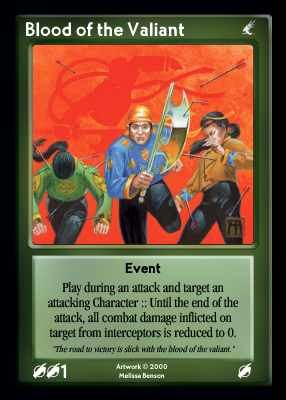 Blood of the Valiant
Event
Play during an attack and target an
attacking Character :: Until the end of the
attack, all combat damage inflicted on
target from interceptors is reduced to 0.
"The road to victory is slick with the blood of the valiant."
001
Artwork © 2000
Melissa Benson
0